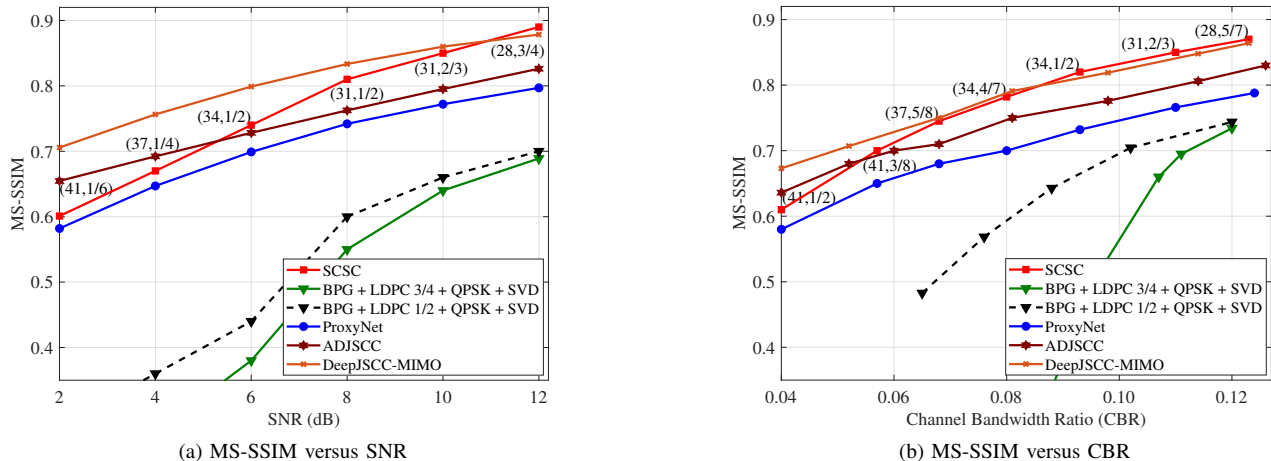 0.9
0.8
0.7
0.6
0.5
0.4
MS-SSIM
(41,1/6)
(37,1/4)
(34,1/2)
(31,1/2)
(31,2/3)
(28,3/4)
SCSC
BPG + LDPC 3/4 + QPSK + SVD
BPG + LDPC 1/2 + QPSK + SVD
ProxyNet
ADJSCC
DeepJSCC-MIMO
2 4 6 8 10 12
SNR (dB)
(a) MS-SSIM versus SNR
0.9
0.8
0.7
0.6
0.5
0.4
MS-SSIM
(41,1/2)
(41,3/8)
(37,5/8)
(34,4/7)
(34,1/2)
(31,2/3)
(28,5/7)
SCSC
BPG + LDPC 3/4 + QPSK + SVD
BPG + LDPC 1/2 + QPSK + SVD
ProxyNet
ADJSCC
DeepJSCC-MIMO
0.04 0.06 0.08 0.10 0.12
Channel Bandwidth Ratio (CBR)
(b) MS-SSIM versus CBR